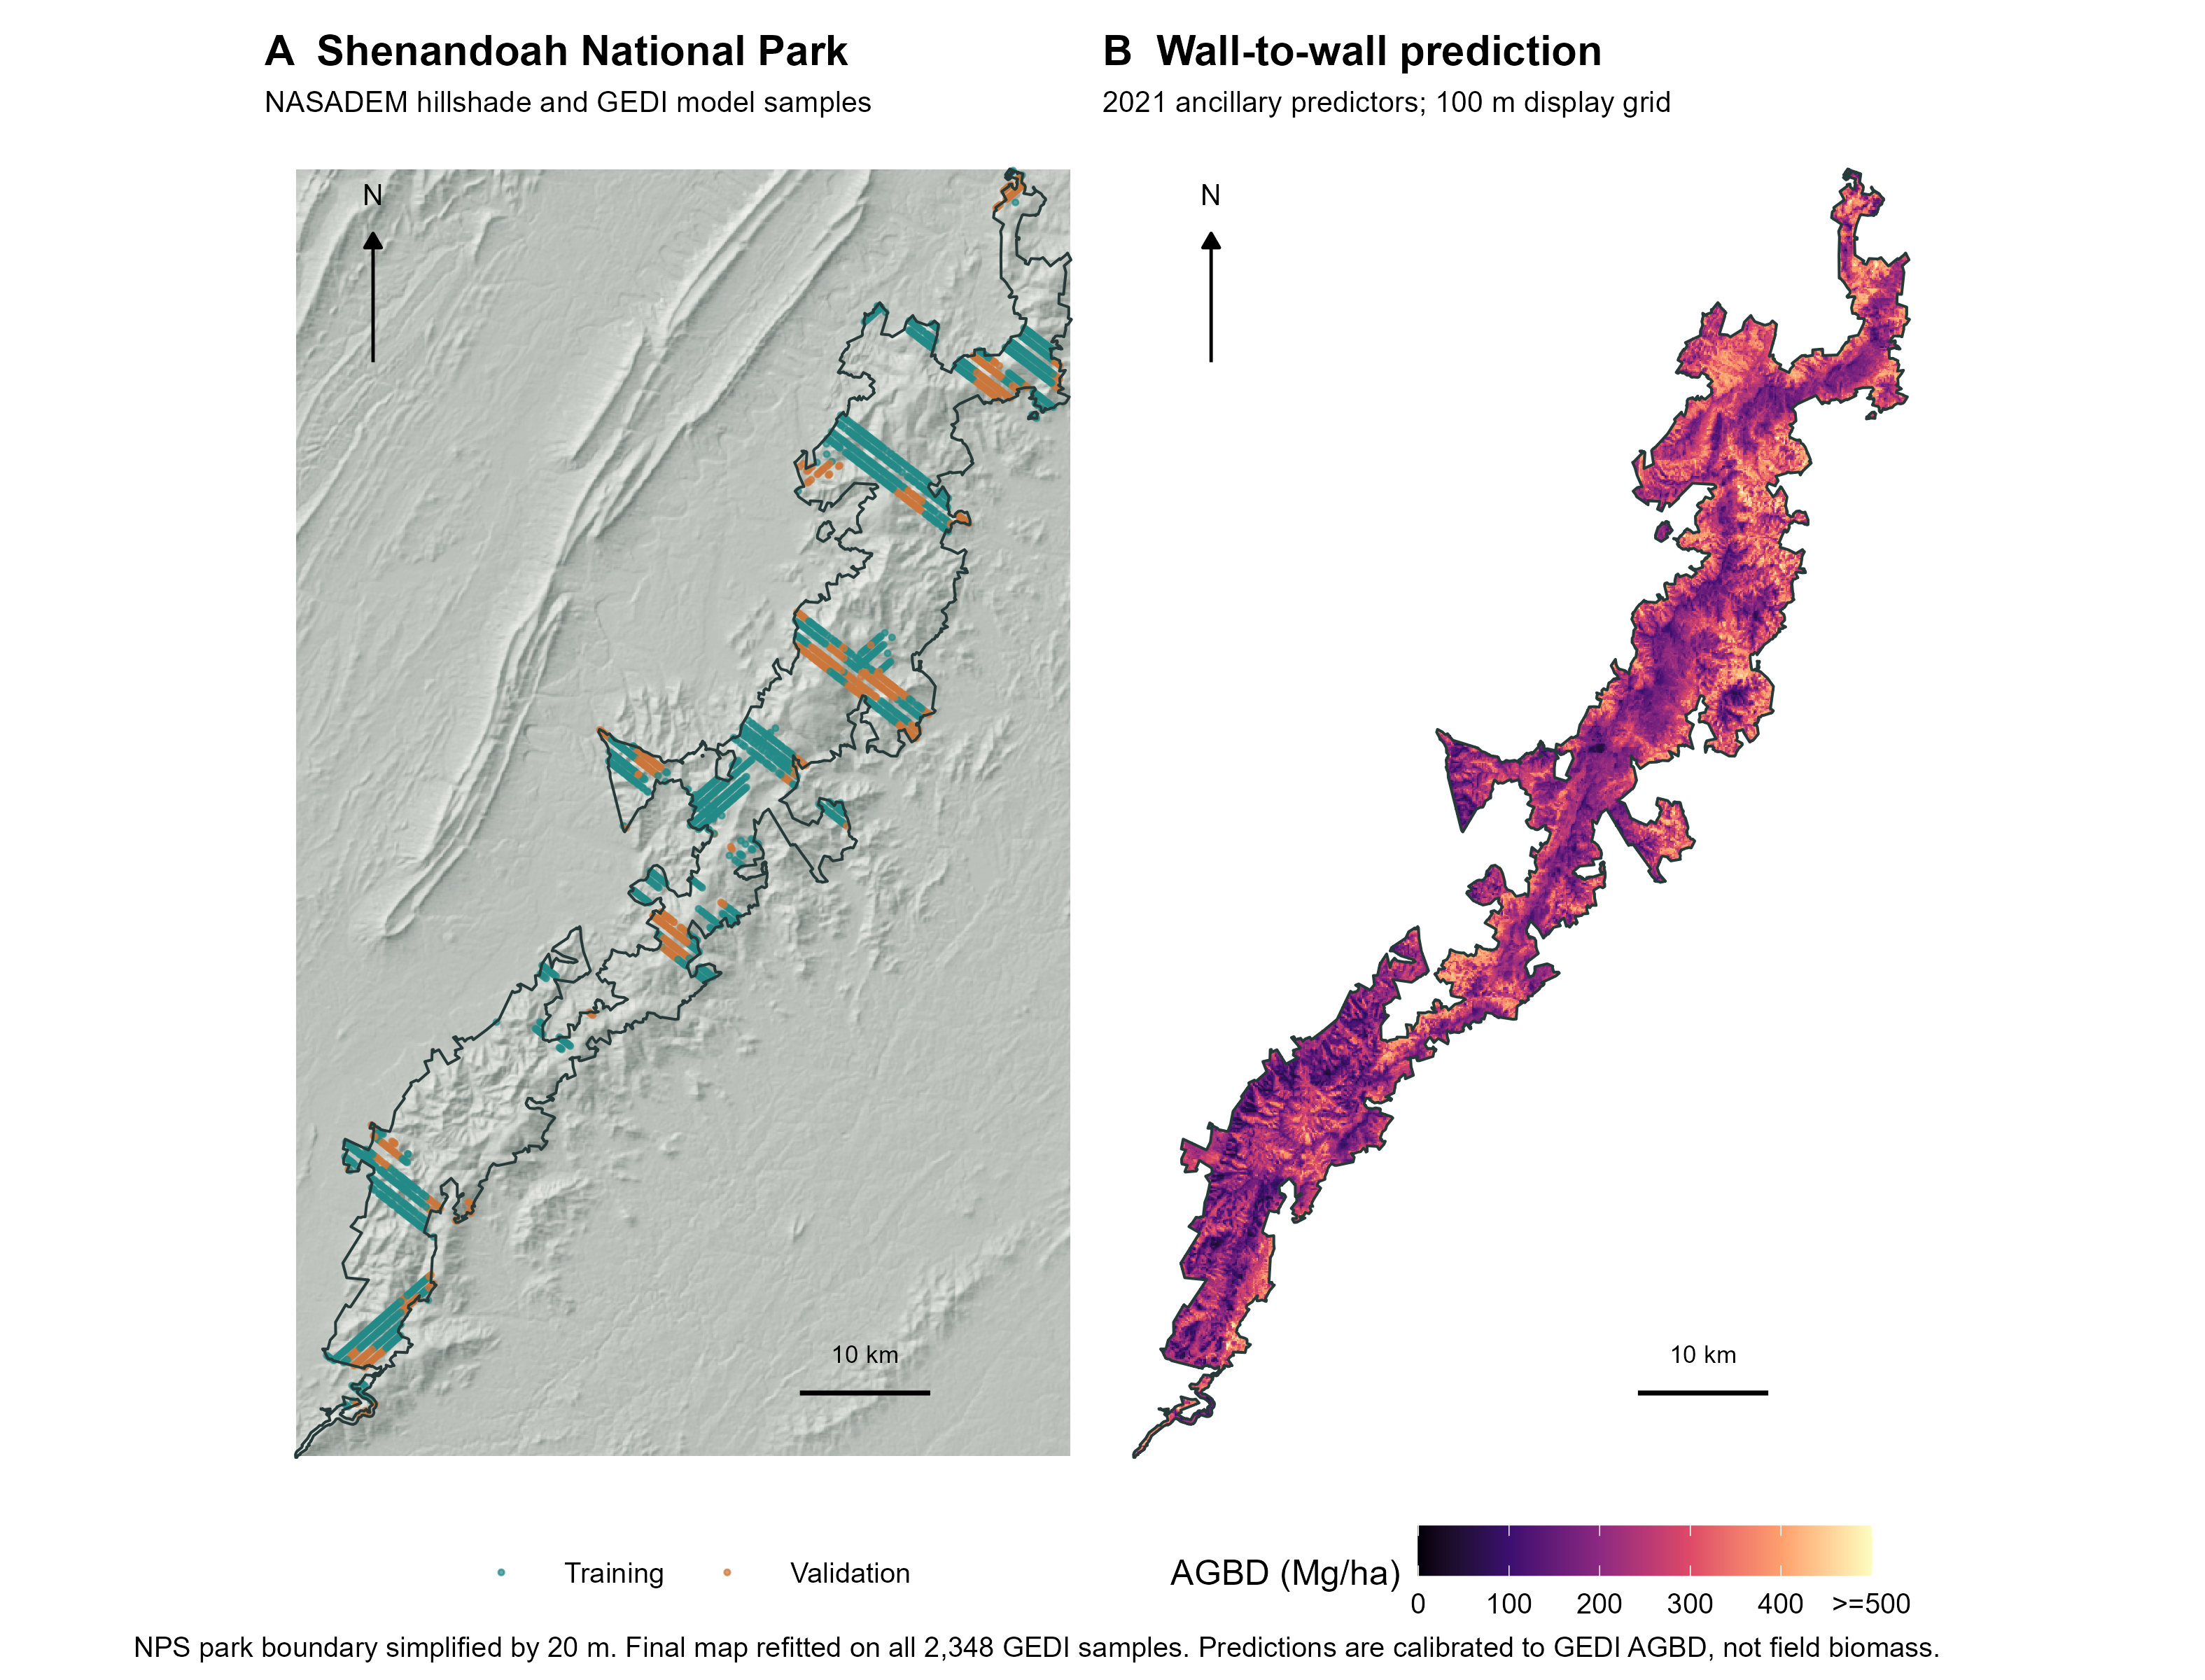 A Shenandoah National Park
NASADEM hillshade and GEDI model samples
N
10 km
Training
Validation
B Wall-to-wall prediction
2021 ancillary predictors; 100 m display grid
N
10 km
AGBD (Mg/ha)
0 100 200 300 400 >=500
NPS park boundary simplified by 20 m. Final map refitted on all 2,348 GEDI samples. Predictions are calibrated to GEDI AGBD, not field biomass.